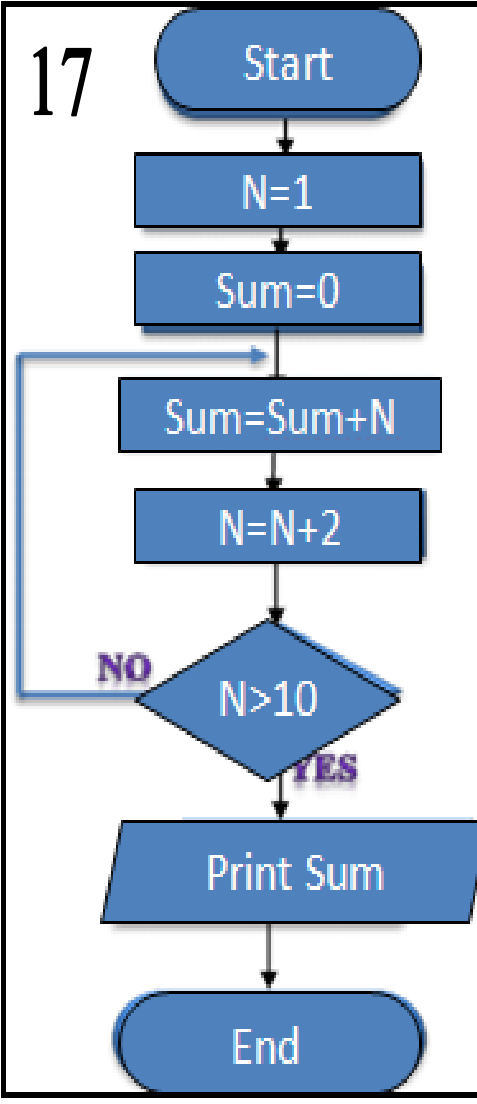 17
Start
N=1
Sum=0
Sum=Sum+N
N=N+2
NO
N>10
YES
Print Sum
End